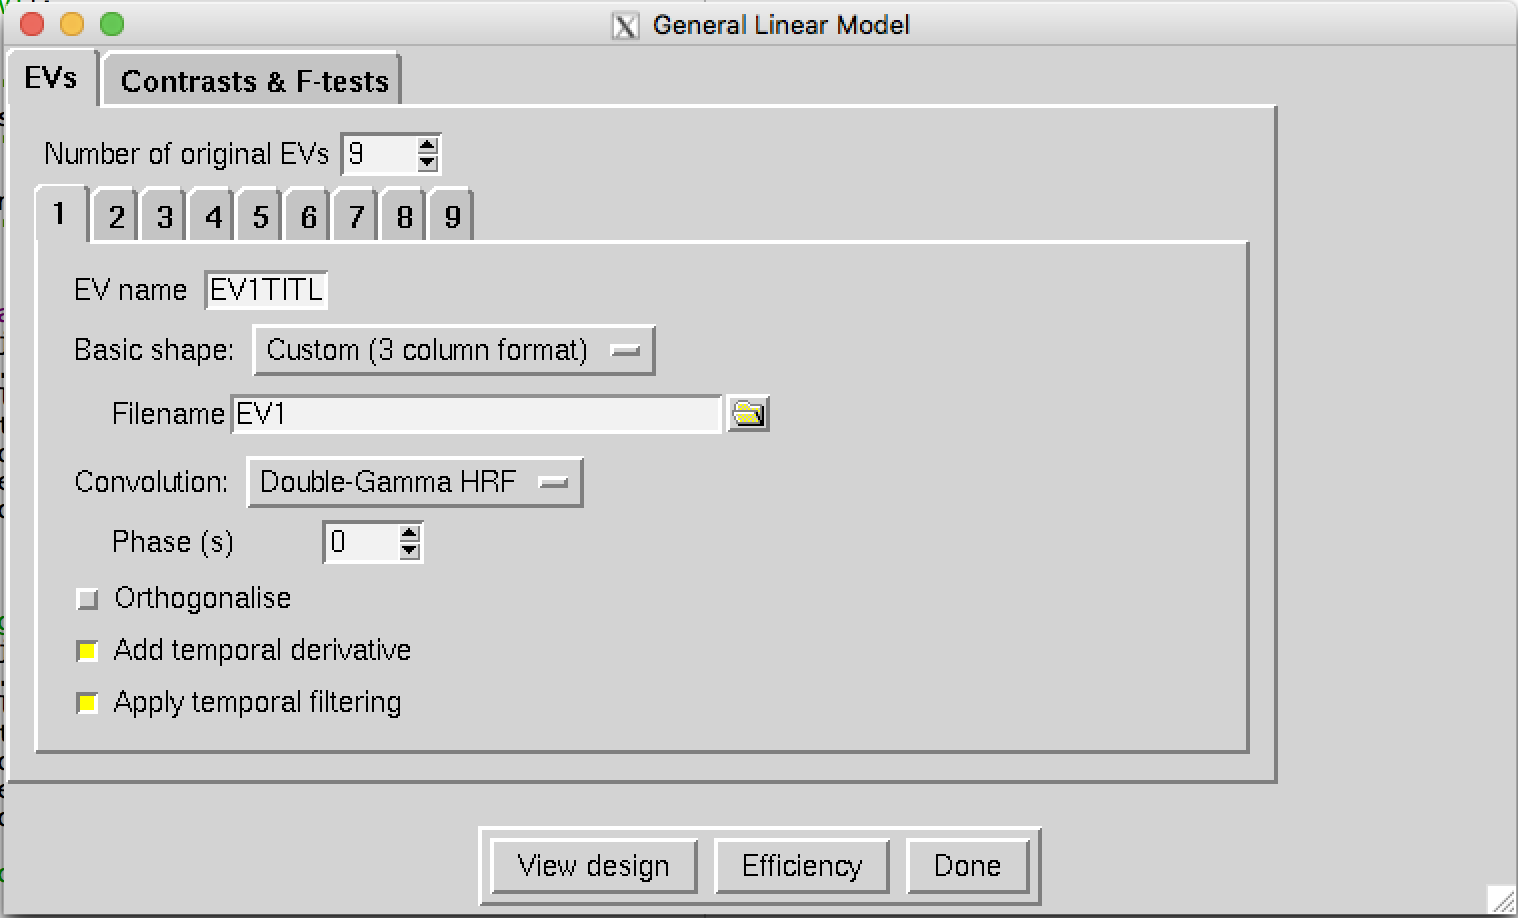 General Linear Model
EVs
Contrasts & F-tests
Number of original EVs 9
1 2 3 4 5 6 7 8 9
EV name EV1TITL
Basic shape: Custom (3 column format)
Filename EV1
Convolution: Double-Gamma HRF
Phase (s) 0
Orthogonalise
Add temporal derivative
Apply temporal filtering
View design Efficiency Done